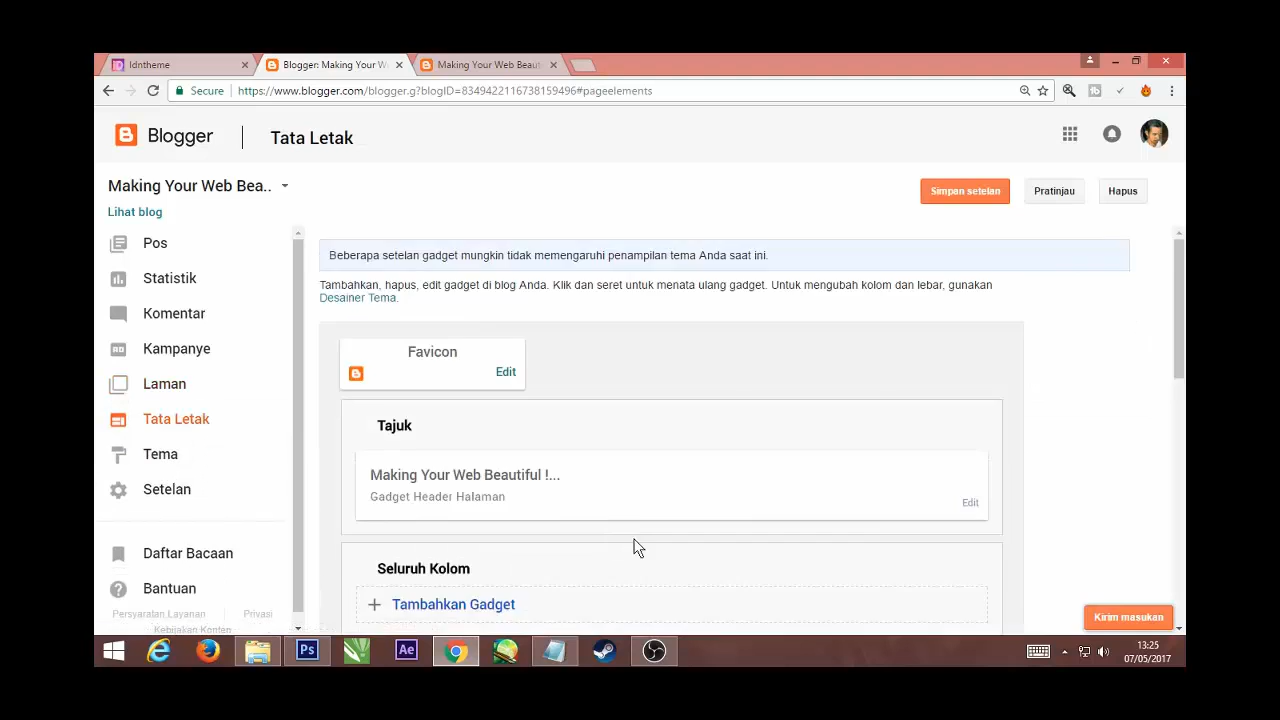 Idntheme
Blogger: Making Your W
Making Your Web Beaut
Secure
https://www.blogger.com/blogger.g?blogID=8349422116738159496#pageelements
Blogger
Tata Letak
Making Your Web Bea..
Simpan setelan
Pratinjau
Hapus
Lihat blog
Pos
Statistik
Komentar
Kampanye
Laman
Tata Letak
Tema
Setelan
Daftar Bacaan
Bantuan
Persyaratan Layanan
Privasi
Kebijakan Konten
Beberapa setelan gadget mungkin tidak memengaruhi penampilan tema Anda saat ini.
Tambahkan, hapus, edit gadget di blog Anda. Klik dan seret untuk menata ulang gadget. Untuk mengubah kolom dan lebar, gunakan
Desainer Tema.
Favicon
Edit
Tajuk
Making Your Web Beautiful !...
Gadget Header Halaman
Edit
Seluruh Kolom
Tambahkan Gadget
Kirim masukan
Ps
Ae
13:25
07/05/2017